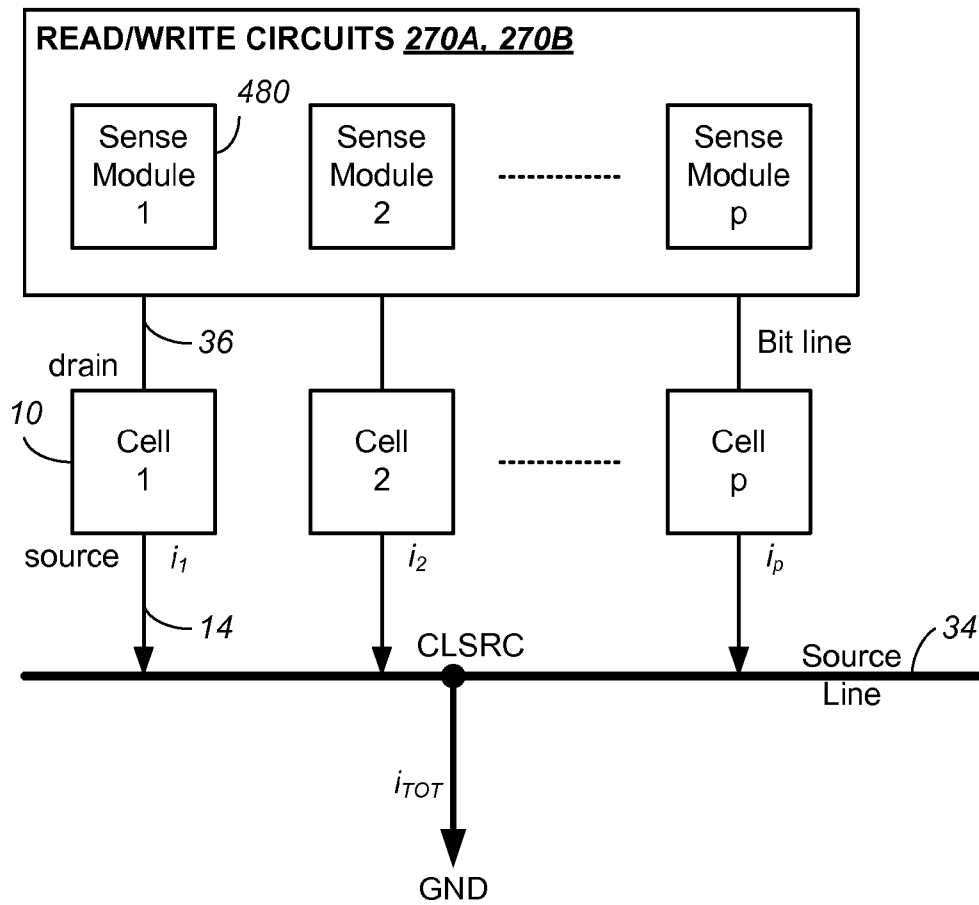 READ/WRITE CIRCUITS 270A, 270B
480
Sense Module 1
Sense Module 2
Sense Module p
36
drain
Bit line
10
Cell 1
Cell 2
Cell p
source
i1
i2
ip
14
34
CLSRC
Source Line
iTOT
GND